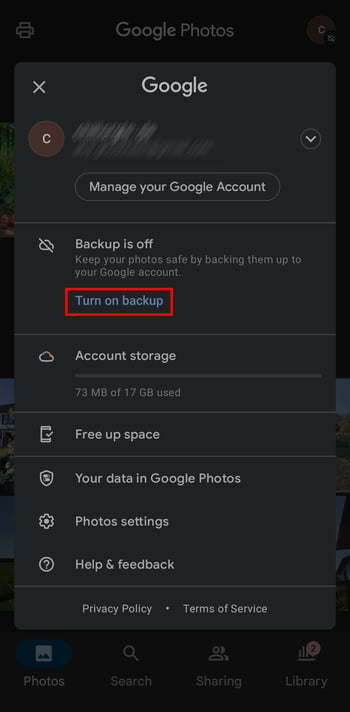 Google Photos
C
Google
C
Manage your Google Account
Backup is off
Keep your photos safe by backing them up to
your Google account.
Turn on backup
Account storage
73 MB of 17 GB used
Free up space
Your data in Google Photos
Photos settings
Help & feedback
Privacy Policy • Terms of Service
2
Photos Search Sharing Library